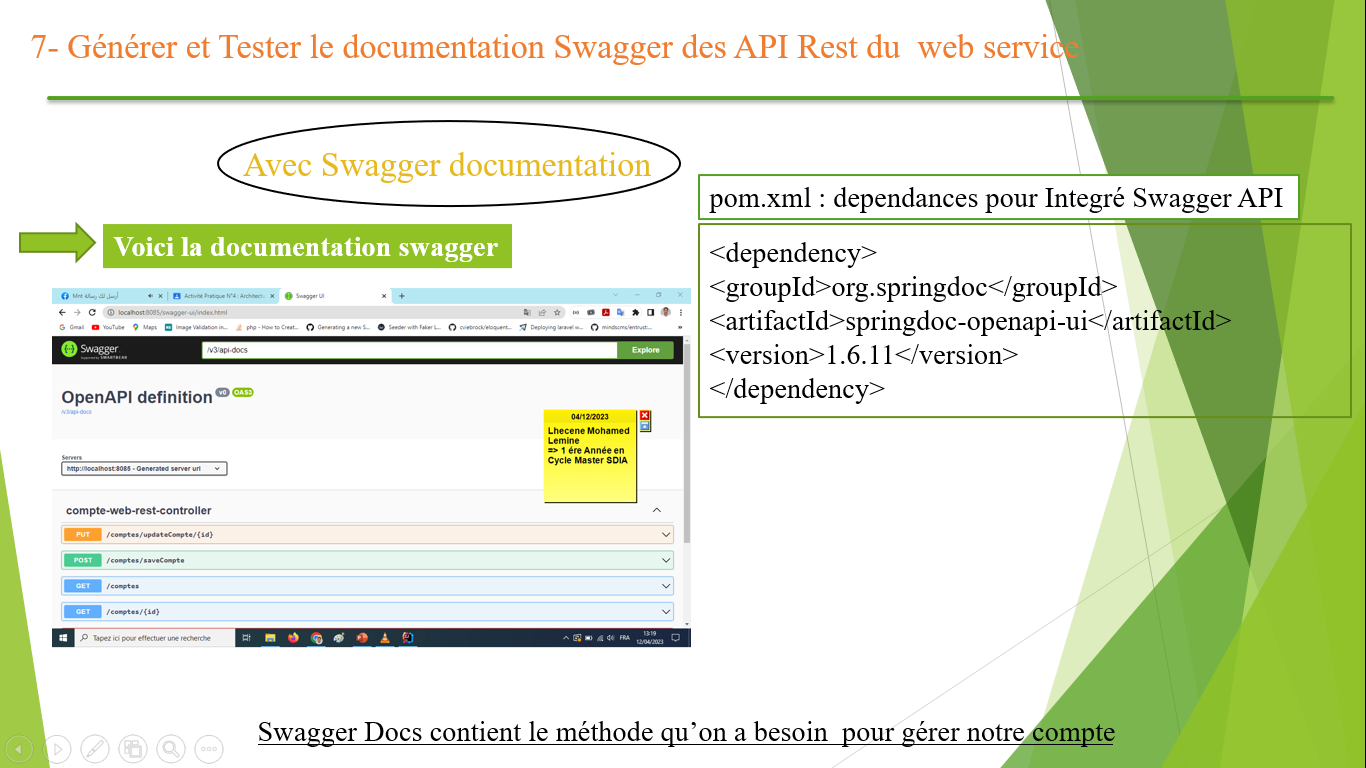 7- Générer et Tester le documentation Swagger des API Rest du  web service
Avec Swagger documentation
Voici la documentation swagger
pom.xml : dependances pour Integré Swagger API
<dependency>
<groupId>org.springdoc</groupId>
<artifactId>springdoc-openapi-ui</artifactId>
<version>1.6.11</version>
</dependency>
Mnt أرسل لك رسالة
Activité Pratique N°4 : Architect
Swagger UI
localhost:8085/swagger-ui/index.html
Gmail YouTube Maps Image Validation in... php - How to Creat... Generating a new S... Seeder with Faker L... cviebrock/eloquent... Deploying laravel w... mindscms/entrust:...
Swagger
Supported by SMARTBEAR
/v3/api-docs
Explore
OpenAPI definition v0 OAS3
/v3/api-docs
04/12/2023
Lhecene Mohamed
Lemine
=> 1 ére Année en
Cycle Master SDIA
Servers
http://localhost:8085 - Generated server url
compte-web-rest-controller
PUT /comptes/updateCompte/{id}
POST /comptes/saveCompte
GET /comptes
GET /comptes/{id}
Tapez ici pour effectuer une recherche
FRA
13:19
12/04/2023
Swagger Docs contient le méthode qu’on a besoin  pour gérer notre compte